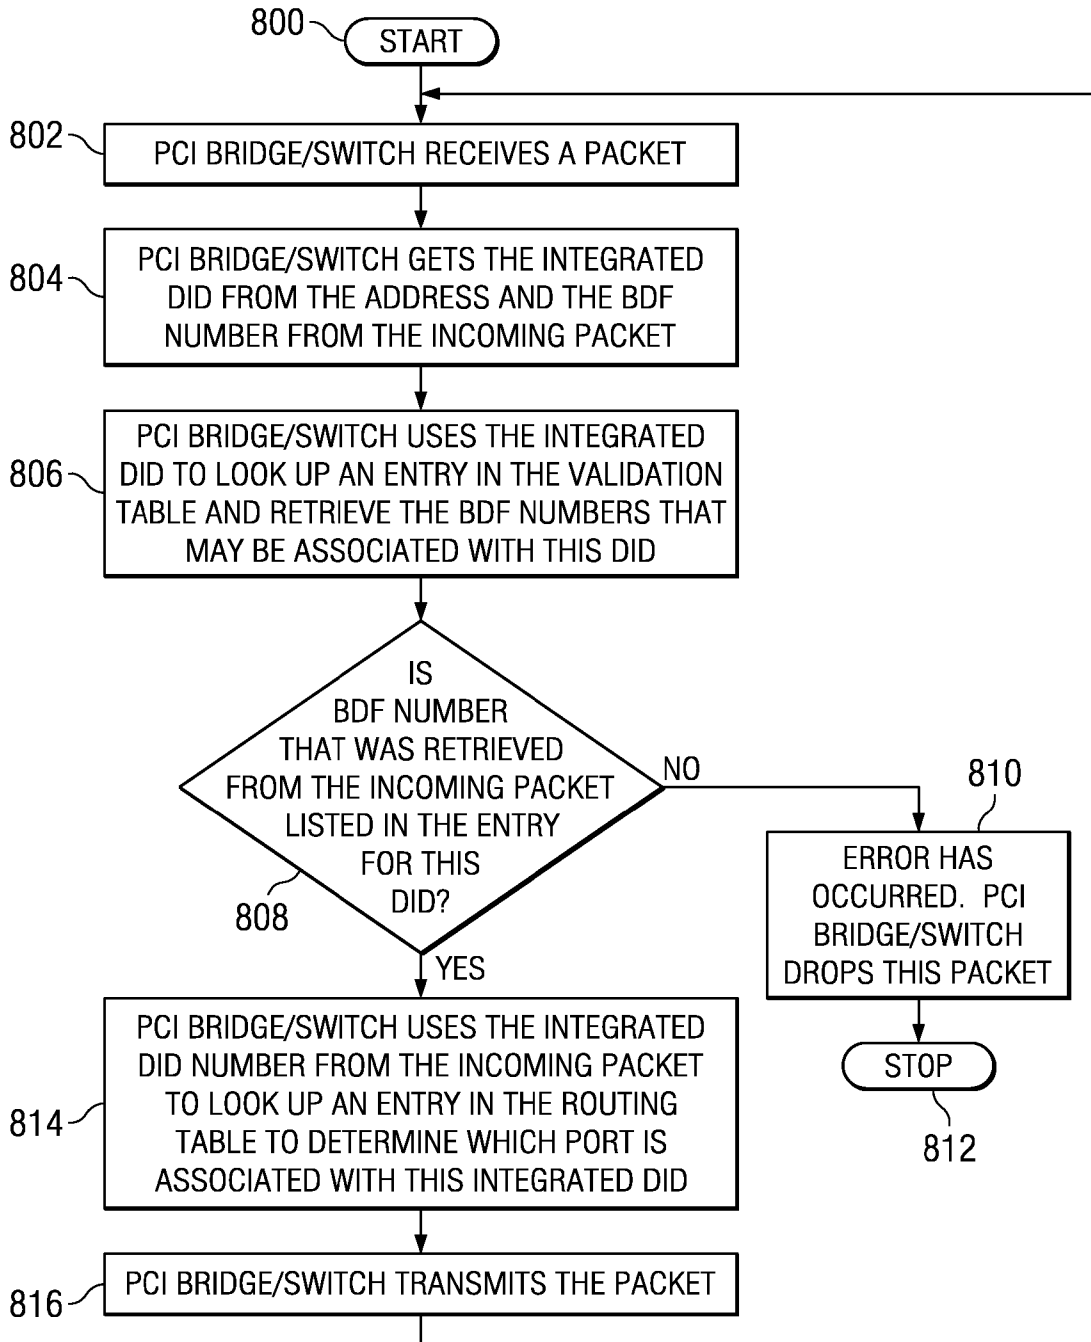 800
START
802
PCI BRIDGE/SWITCH RECEIVES A PACKET
804
PCI BRIDGE/SWITCH GETS THE INTEGRATED
DID FROM THE ADDRESS AND THE BDF
NUMBER FROM THE INCOMING PACKET
806
PCI BRIDGE/SWITCH USES THE INTEGRATED
DID TO LOOK UP AN ENTRY IN THE VALIDATION
TABLE AND RETRIEVE THE BDF NUMBERS THAT
MAY BE ASSOCIATED WITH THIS DID
IS
BDF NUMBER
THAT WAS RETRIEVED
FROM THE INCOMING PACKET
LISTED IN THE ENTRY
FOR THIS
DID?
808
NO
810
ERROR HAS
OCCURRED. PCI
BRIDGE/SWITCH
DROPS THIS PACKET
STOP
812
YES
814
PCI BRIDGE/SWITCH USES THE INTEGRATED
DID NUMBER FROM THE INCOMING PACKET
TO LOOK UP AN ENTRY IN THE ROUTING
TABLE TO DETERMINE WHICH PORT IS
ASSOCIATED WITH THIS INTEGRATED DID
816
PCI BRIDGE/SWITCH TRANSMITS THE PACKET